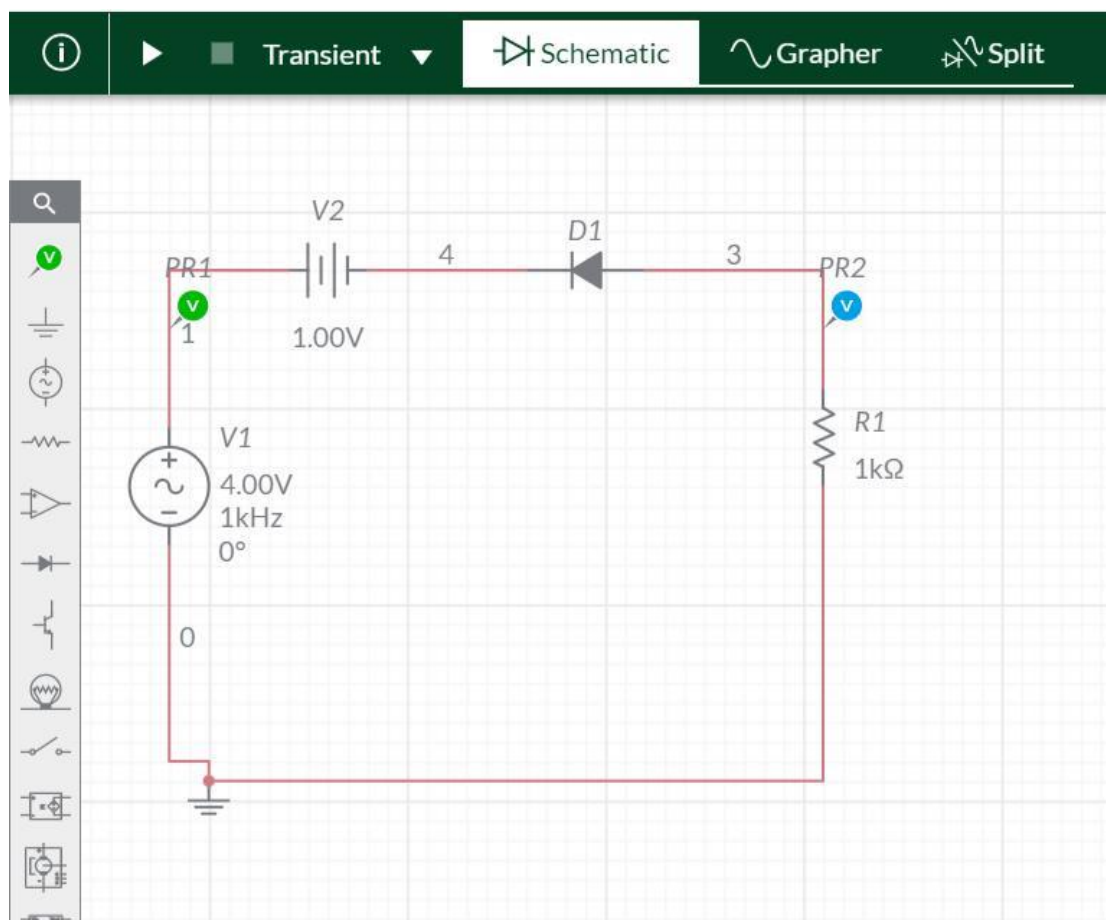 Transient Schematic Grapher Split
V2
PR1
4
D1
3
PR2
V
V
V
1.00V
1
V1
4.00V
1kHz
0°
R1
1kΩ
0